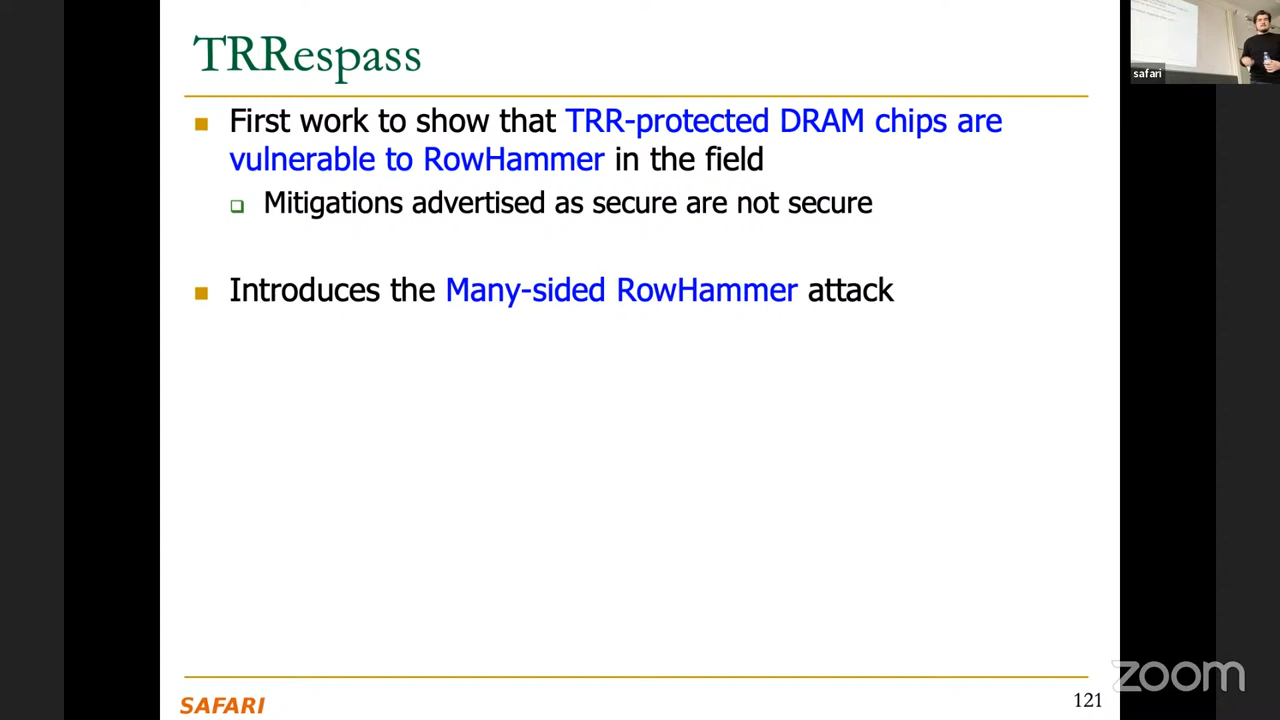 TRRespass
First work to show that TRR-protected DRAM chips are
vulnerable to RowHammer in the field
Mitigations advertised as secure are not secure
Introduces the Many-sided RowHammer attack
SAFARI
121
safari
zoom